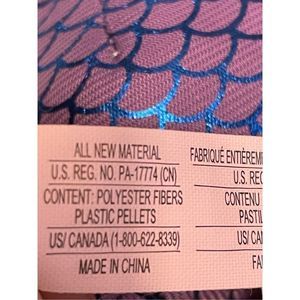 ALL NEW MATERIAL
U.S. REG. NO. PA-17774 (CN)
CONTENT: POLYESTER FIBERS
PLASTIC PELLETS
US/ CANADA (1-800-622-8339)
MADE IN CHINA
FABRIQUÉ ENTIÈREM
U.S. REG
CONTENU
PASTIL
US/ CAN
FA